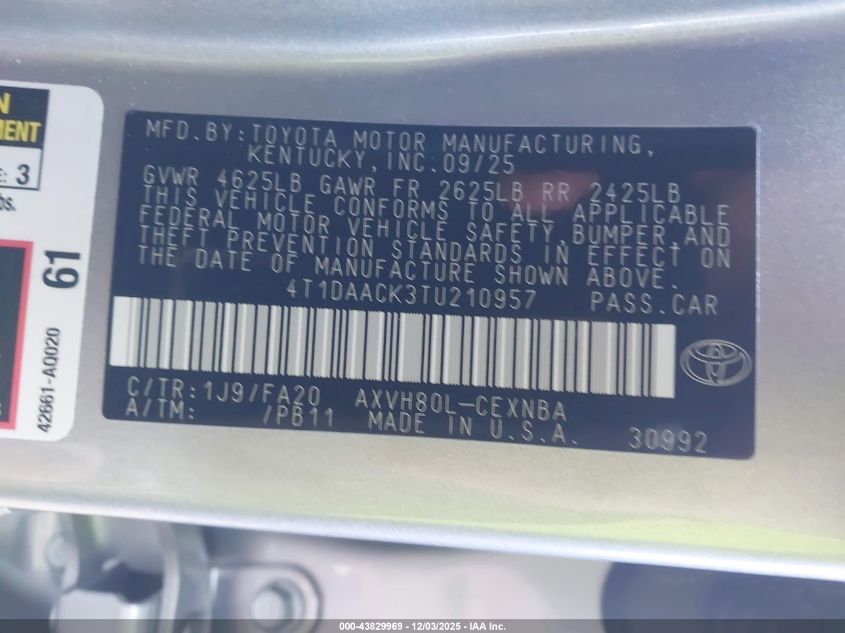 N
MENT
E: 3
os.
61
42661-AQ020
MFD.BY:TOYOTA MOTOR MANUFACTURING,
KENTUCKY,INC.09/25
GVWR 4625LB GAWR FR 2625LB RR 2425LB
THIS VEHICLE CONFORMS TO ALL APPLICABLE
FEDERAL MOTOR VEHICLE SAFETY,BUMPER,AND
THEFT PREVENTION STANDARDS IN EFFECT ON
THE DATE OF MANUFACTURE SHOWN ABOVE.
4T1DAACK3TU210957 PASS.CAR
C/TR:1J9/FA20 AXVH80L-CEXNBA
A/TM: /PB11 MADE IN U.S.A. 30992
000-43829969 - 12/03/2025 - IAA Inc.